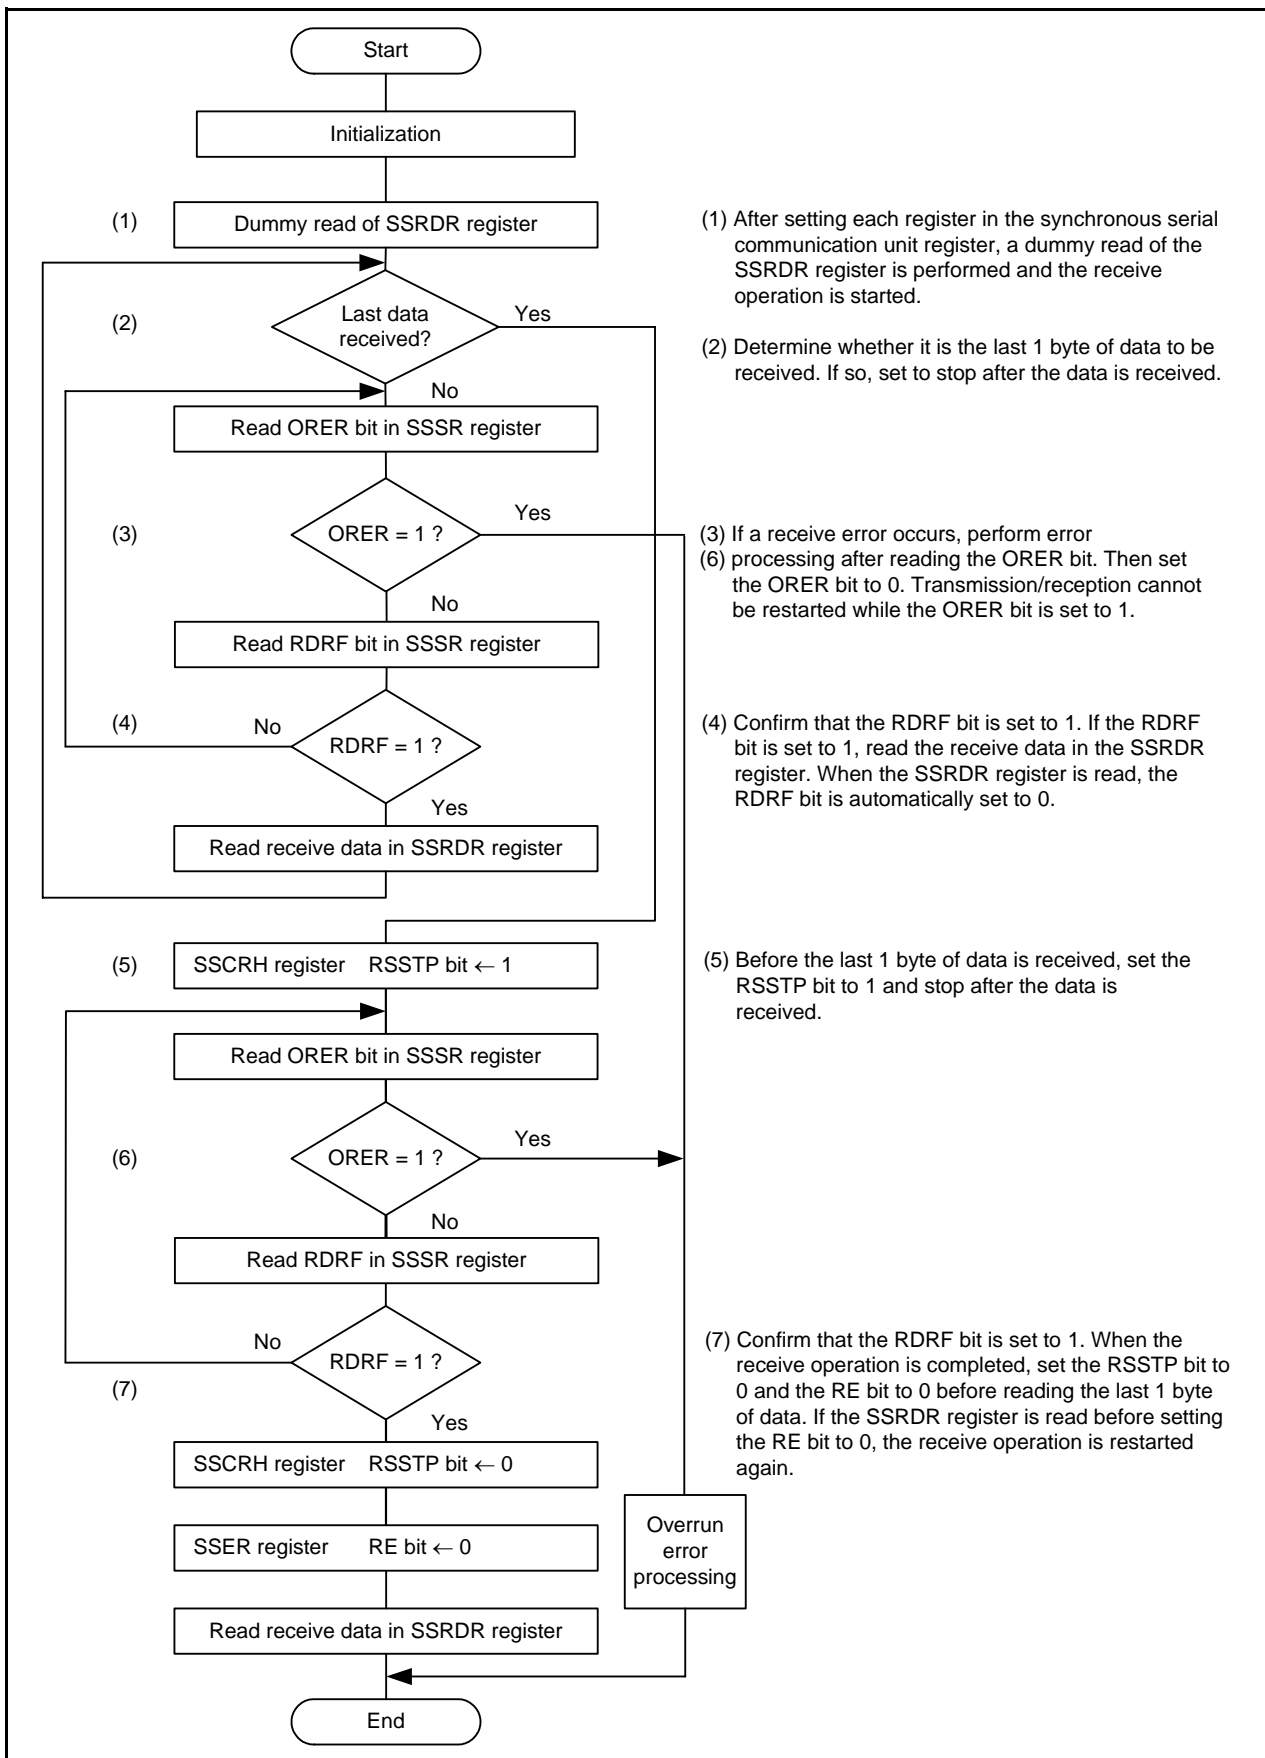 Start
Initialization
(1)
Dummy read of SSRDR register
(2)
Last data
received?
Yes
No
Read ORER bit in SSSR register
(3)
ORER = 1 ?
Yes
No
Read RDRF bit in SSSR register
(4)
No
RDRF = 1 ?
Yes
Read receive data in SSRDR register
(5)
SSCRH register RSSTP bit ← 1
Read ORER bit in SSSR register
(6)
ORER = 1 ?
Yes
No
Read RDRF in SSSR register
No
RDRF = 1 ?
(7)
Yes
SSCRH register RSSTP bit ← 0
SSER register RE bit ← 0
Overrun
error
processing
Read receive data in SSRDR register
End
(1) After setting each register in the synchronous serial
communication unit register, a dummy read of the
SSRDR register is performed and the receive
operation is started.
(2) Determine whether it is the last 1 byte of data to be
received. If so, set to stop after the data is received.
(3) If a receive error occurs, perform error
(6) processing after reading the ORER bit. Then set
the ORER bit to 0. Transmission/reception cannot
be restarted while the ORER bit is set to 1.
(4) Confirm that the RDRF bit is set to 1. If the RDRF
bit is set to 1, read the receive data in the SSRDR
register. When the SSRDR register is read, the
RDRF bit is automatically set to 0.
(5) Before the last 1 byte of data is received, set the
RSSTP bit to 1 and stop after the data is
received.
(7) Confirm that the RDRF bit is set to 1. When the
receive operation is completed, set the RSSTP bit to
0 and the RE bit to 0 before reading the last 1 byte
of data. If the SSRDR register is read before setting
the RE bit to 0, the receive operation is restarted
again.